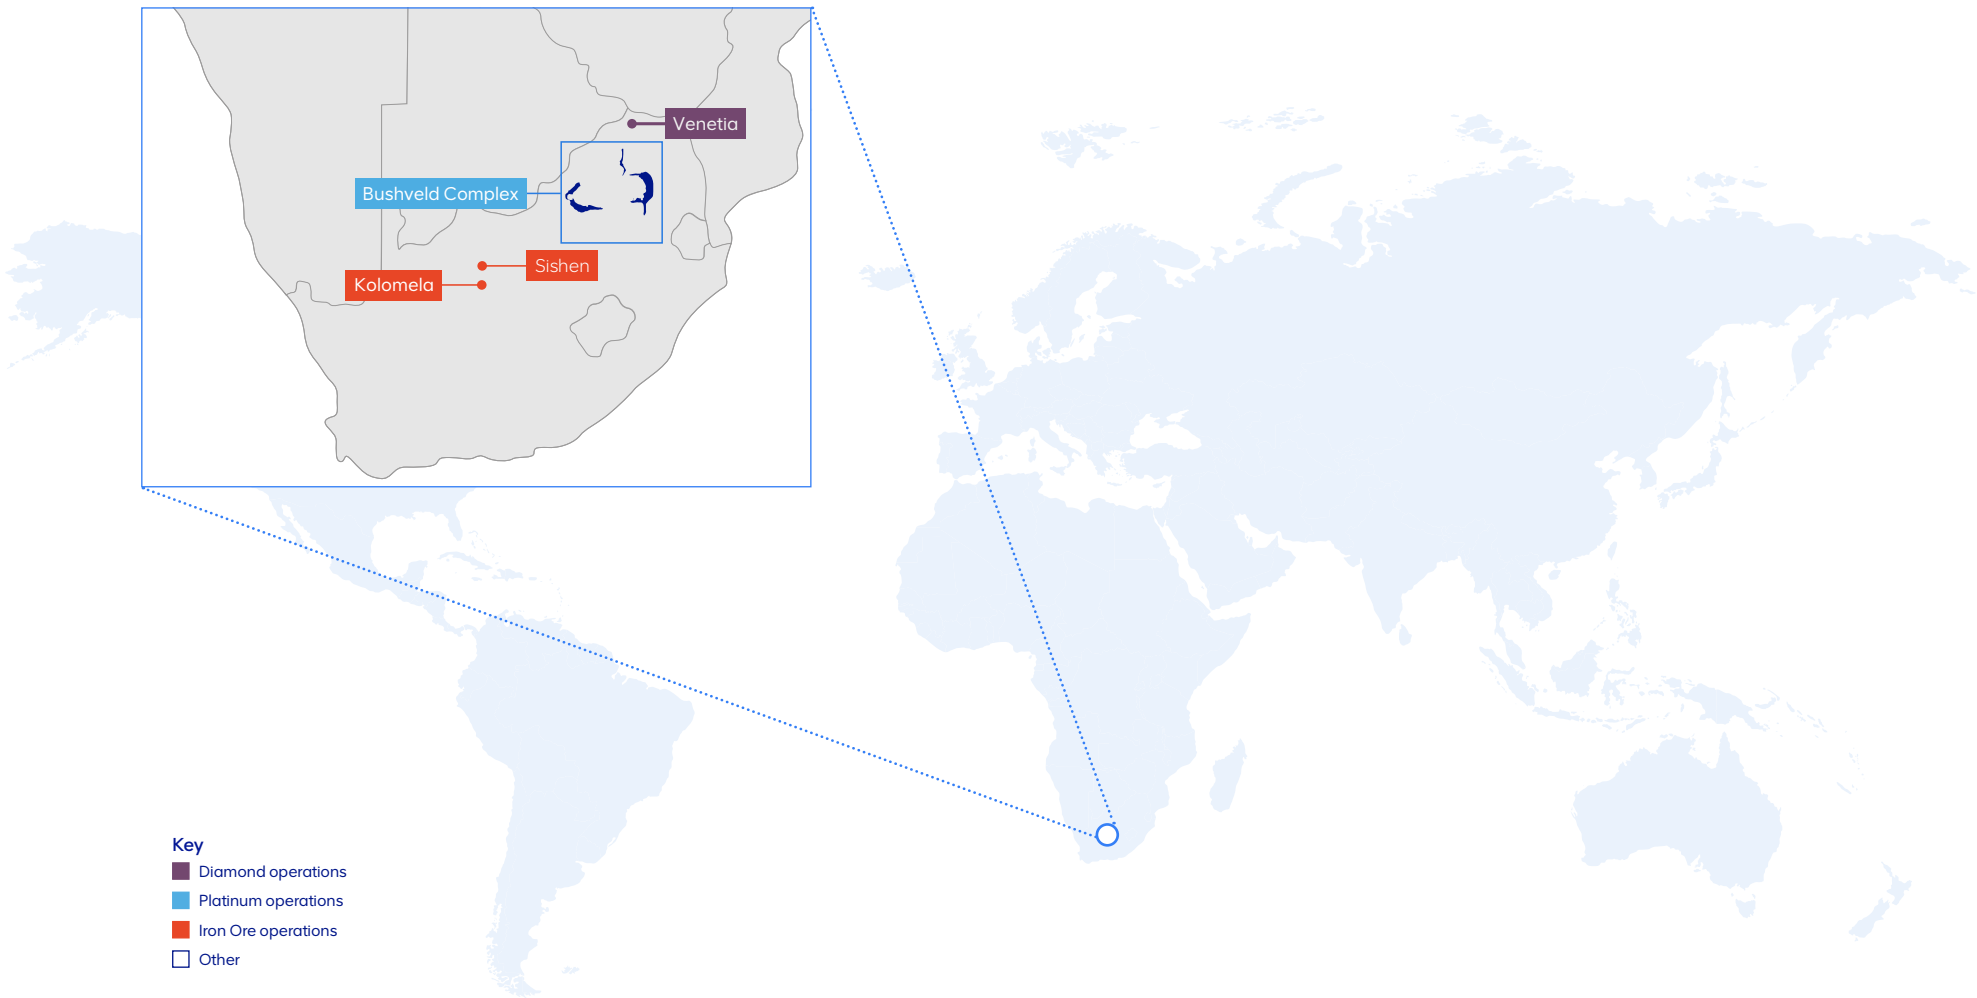 Venetia
Bushveld Complex
Sishen
Kolomela
Key
Diamond operations
Platinum operations
Iron Ore operations
Other